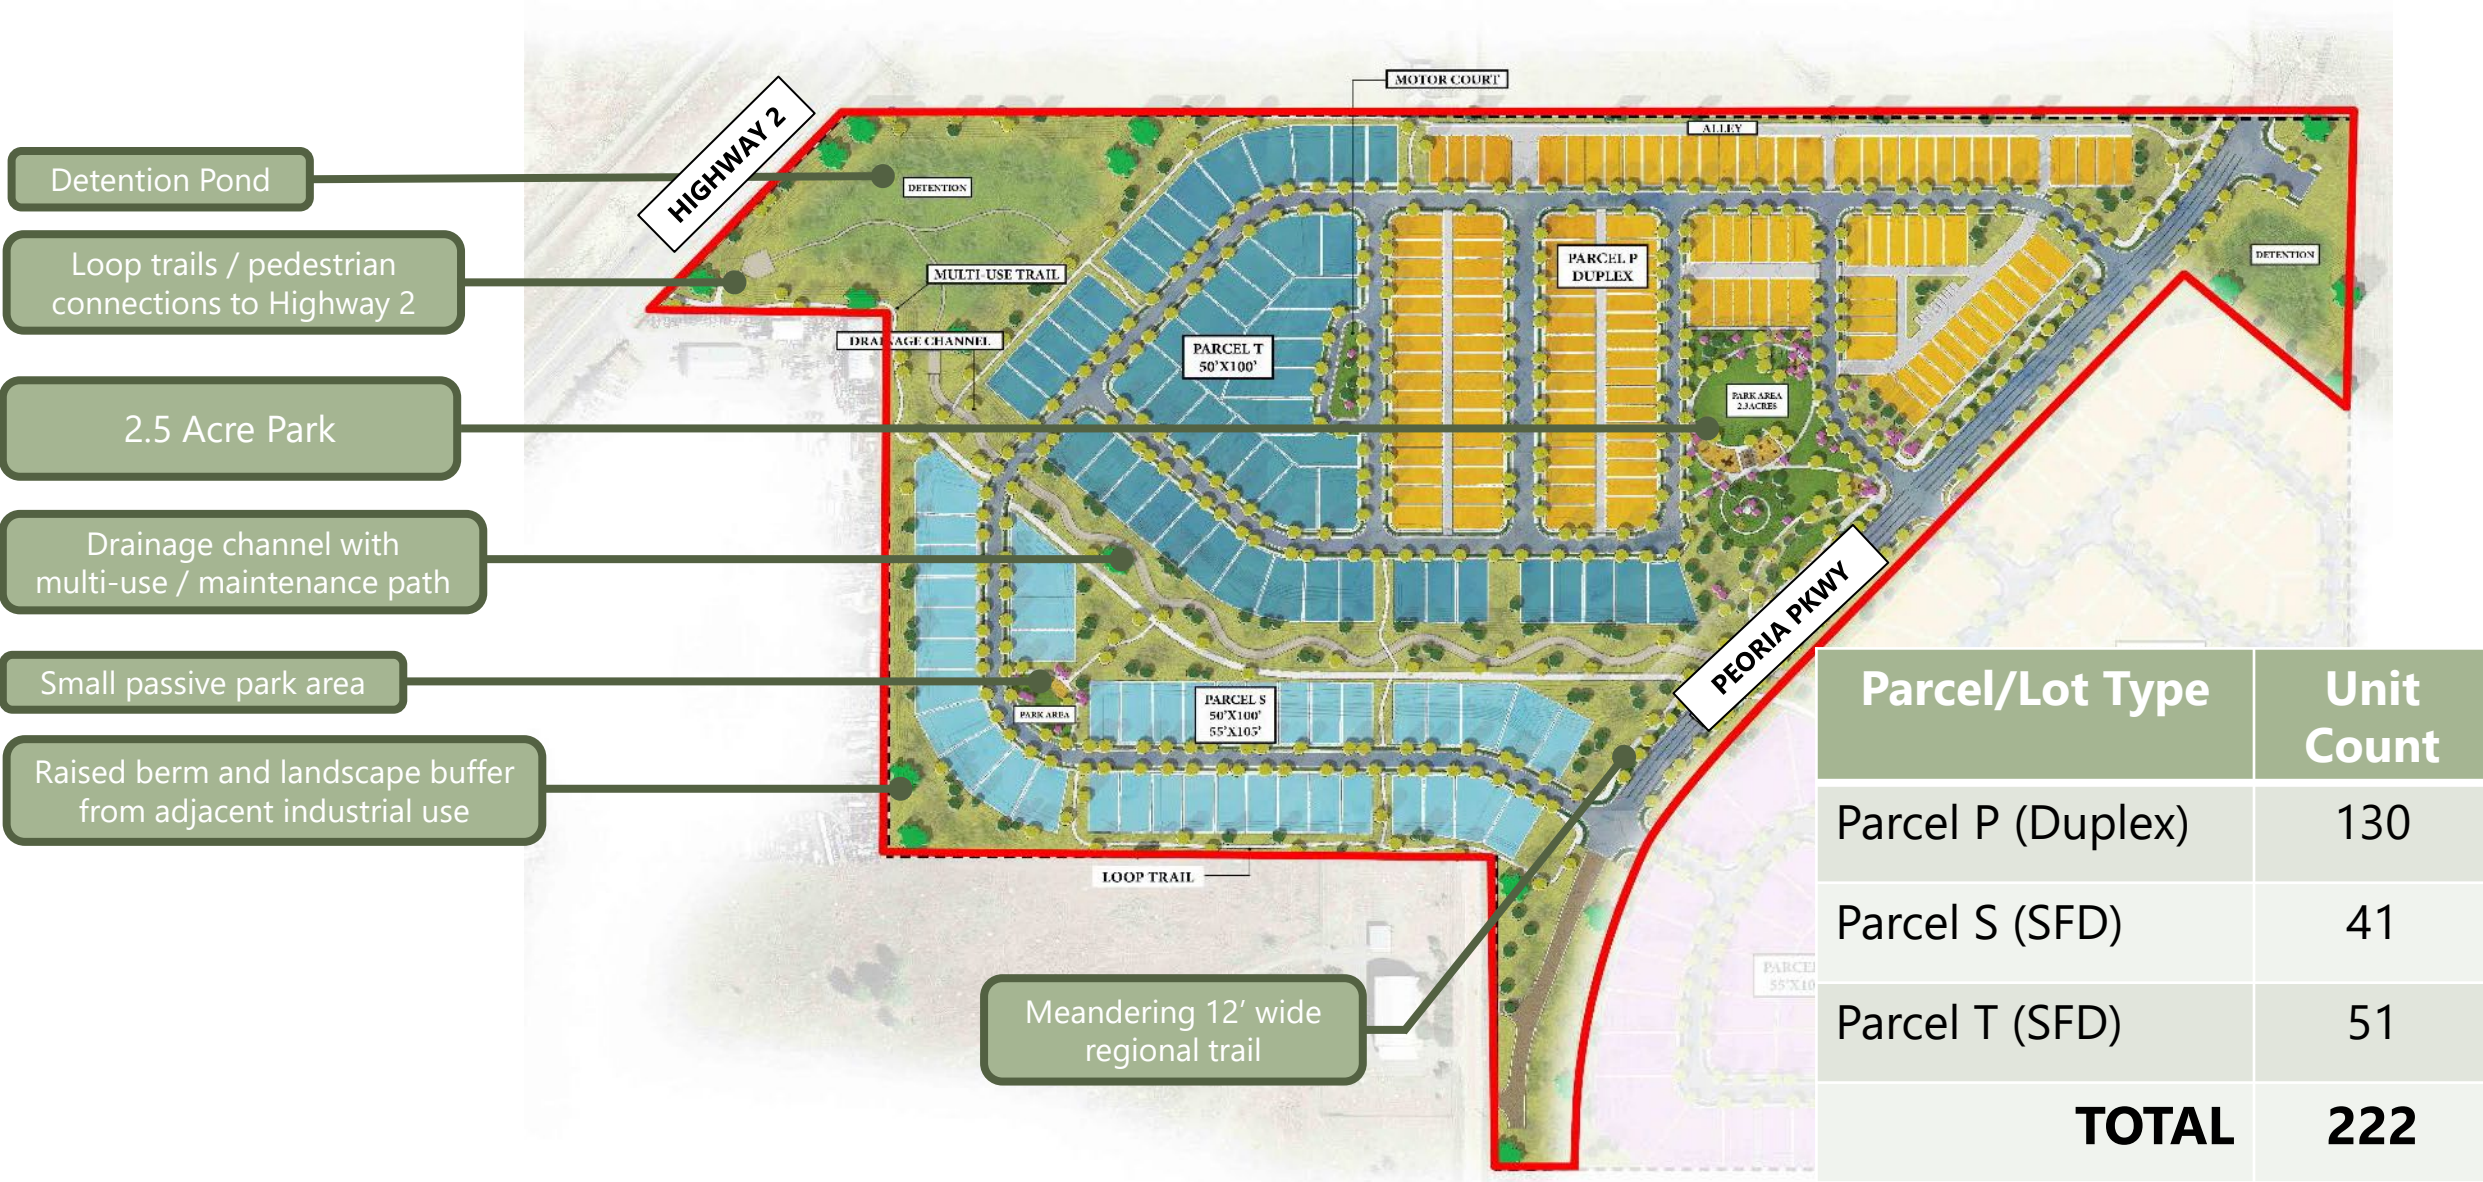 MOTOR COURT
HIGHWAY 2
ALLEY
Detention Pond
DETENTION
Loop trails / pedestrian
connections to Highway 2
MULTI-USE TRAIL
PARCEL P
DUPLEX
DETENTION
DRAINAGE CHANNEL
PARCEL T
50'X100'
2.5 Acre Park
PARK AREA
2.3 ACRES
Drainage channel with
multi-use / maintenance path
PEORIA PKWY
Small passive park area
PARK AREA
PARCEL S
50'X100'
55'X105'
Raised berm and landscape buffer
from adjacent industrial use
LOOP TRAIL
Meandering 12’ wide
regional trail
Parcel/Lot Type Unit Count
Parcel P (Duplex) 130
Parcel S (SFD) 41
Parcel T (SFD) 51
TOTAL 222